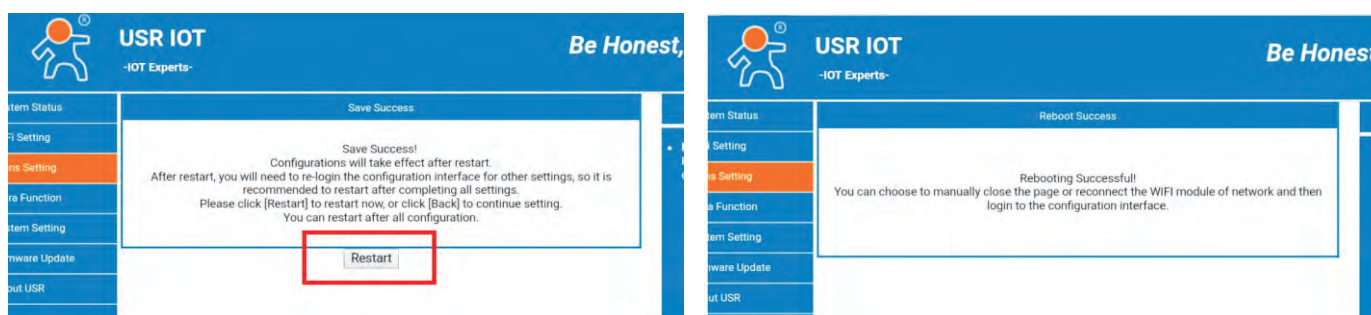 ®
USR IOT
-IOT Experts-
Be Honest,
tem Status
Fi Setting
ns Setting
ra Function
stem Setting
mware Update
out USR
Save Success
Save Success!
Configurations will take effect after restart.
After restart, you will need to re-login the configuration interface for other settings, so it is
recommended to restart after completing all settings.
Please click [Restart] to restart now, or click [Back] to continue setting.
You can restart after all configuration.
Restart
®
USR IOT
-IOT Experts-
Be Honest
tem Status
i Setting
ns Setting
a Function
tem Setting
nware Update
ut USR
Reboot Success
Rebooting Successful!
You can choose to manually close the page or reconnect the WIFI module of network and then
login to the configuration interface.